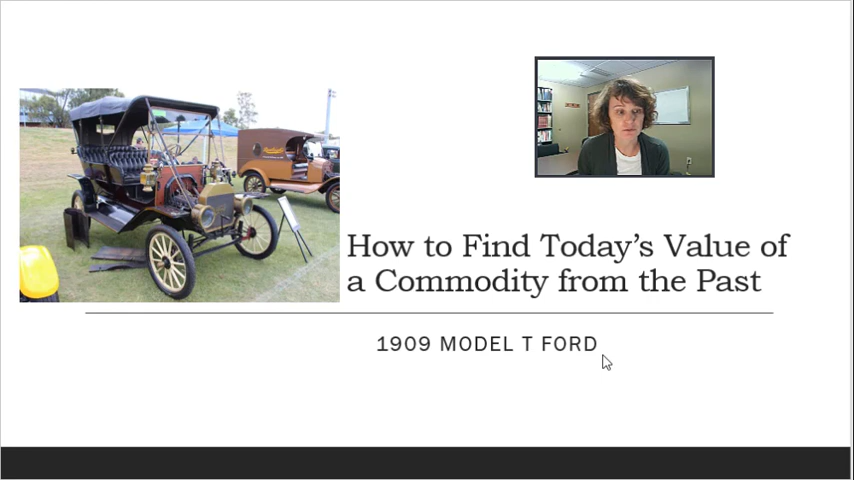 How to Find Today's Value of
a Commodity from the Past
1909 MODEL T FORD